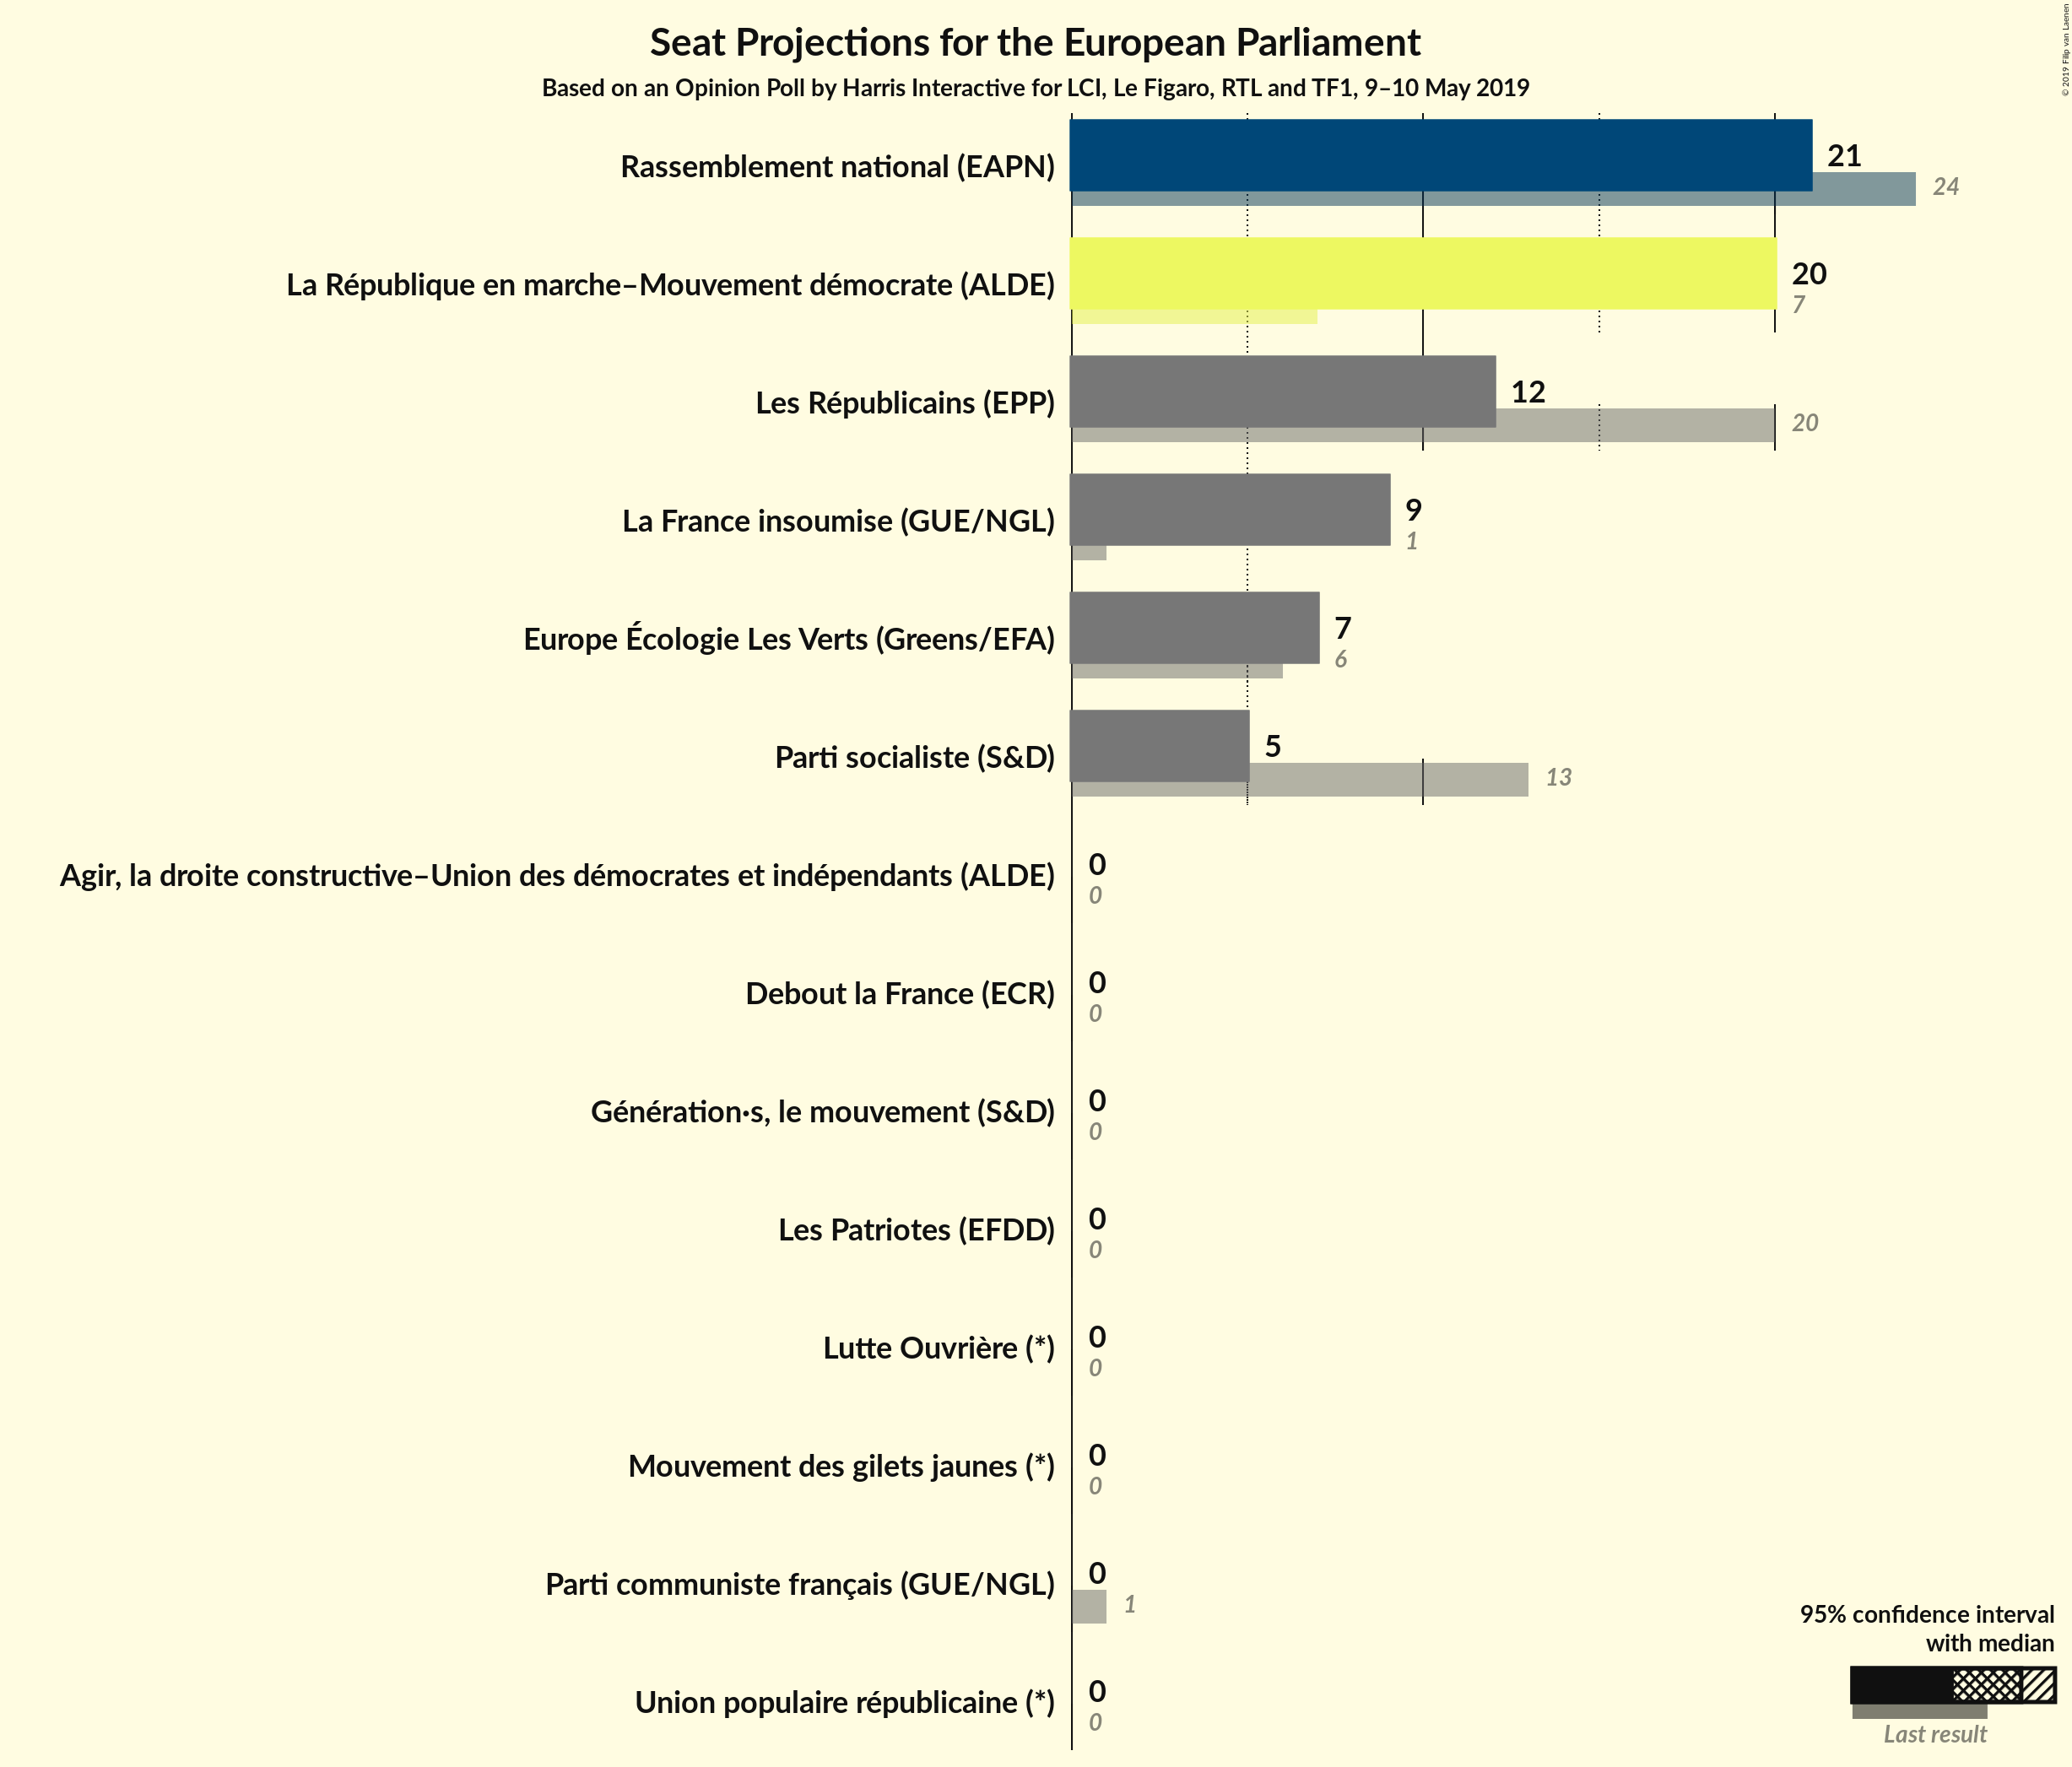 Seat Projections for the European Parliament
Based on an Opinion Poll by Harris Interactive for LCI, Le Figaro, RTL and TF1, 9–10 May 2019
© 2019 Filip van Laenen
Rassemblement national (EAPN)
21
24
La République en marche–Mouvement démocrate (ALDE)
20
7
Les Républicains (EPP)
12
20
La France insoumise (GUE/NGL)
9
1
Europe Écologie Les Verts (Greens/EFA)
7
6
Parti socialiste (S&D)
5
13
Agir, la droite constructive–Union des démocrates et indépendants (ALDE)
0
0
Debout la France (ECR)
0
0
Génération·s, le mouvement (S&D)
0
0
Les Patriotes (EFDD)
0
0
Lutte Ouvrière (*)
0
0
Mouvement des gilets jaunes (*)
0
0
Parti communiste français (GUE/NGL)
0
1
Union populaire républicaine (*)
0
0
95% confidence interval
with median
Last result